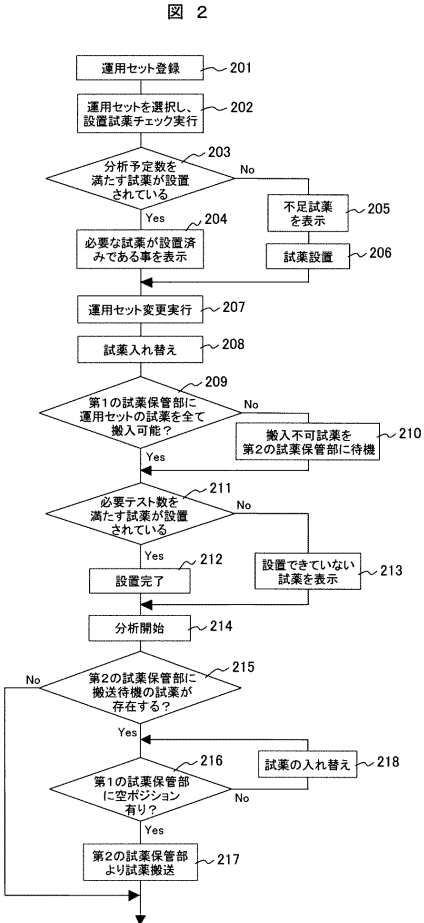 図 2
運用セット登録
201
運用セットを選択し、
設置試薬チェック実行
202
分析予定数を
満たす試薬が設置
されている
203
No
Yes
不足試薬
を表示
205
204
必要な試薬が設置済
みである事を表示
試薬設置
206
運用セット変更実行
207
試薬入れ替え
208
第1の試薬保管部に
運用セットの試薬を全て
搬入可能?
209
No
Yes
搬入不可試薬を
第2の試薬保管部に待機
210
必要テスト数を
満たす試薬が設置
されている
211
No
Yes
設置完了
212
設置できていない
試薬を表示
213
分析開始
214
第2の試薬保管部に
搬送待機の試薬が
存在する?
215
No
Yes
第1の試薬保管部
に空ポジション
有り?
216
No
Yes
試薬の入れ替え
218
第2の試薬保管部
より試薬搬送
217